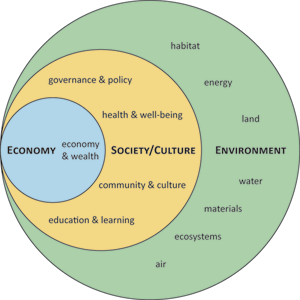 habitat
governance & policy
energy
health & well-being
land
ECONOMY
economy
& wealth
SOCIETY/CULTURE
ENVIRONMENT
community & culture
water
materials
education & learning
ecosystems
air